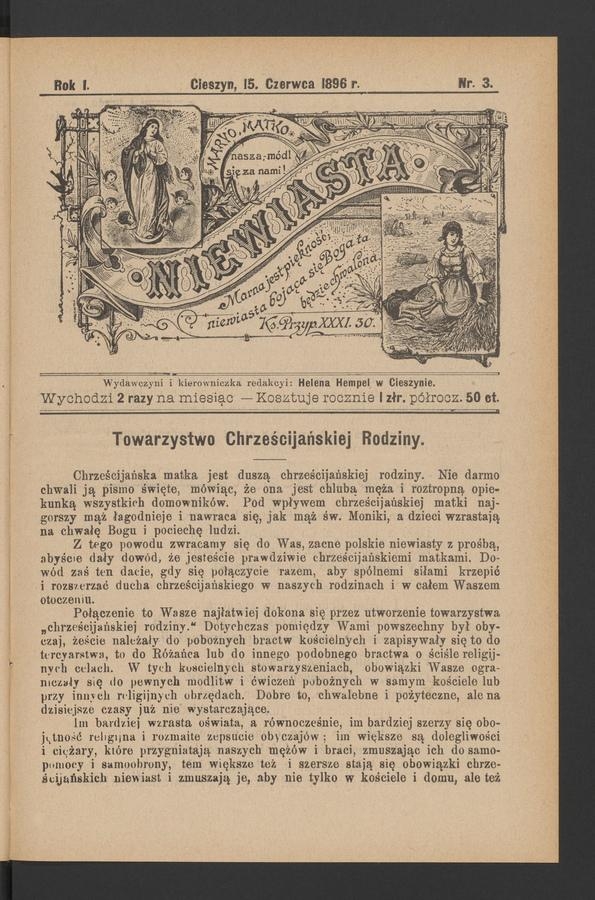 Rok I. Cieszyn, 15. Czerwca 1896 r. Nr. 3.
MARYO, MATKO
nasza, módl
się za nami!
NIEWIASTA
Marna jest piękność,
niewiasta bojąca się Boga ta
będzie chwalona.
Ks. Przyp. XXXI. 30.
Wydawczyni i kierowniczka redakcyi: Helena Hempel w Cieszynie.
Wychodzi 2 razy na miesiąc — Kosztuje rocznie 1 złr. półrocz. 50 ct.
Towarzystwo Chrześcijańskiej Rodziny.
Chrześcijańska matka jest duszą chrześcijańskiej rodziny. Nie darmo
chwali ją pismo święte, mówiąc, że ona jest chlubą męża i roztropną opie-
kunką wszystkich domowników. Pod wpływem chrześcijańskiej matki naj-
gorszy mąż łagodnieje i nawraca się, jak mąż św. Moniki, a dzieci wzrastają
na chwałę Bogu i pociechę ludzi.
Z tego powodu zwracamy się do Was, zacne polskie niewiasty z prośbą,
abyście dały dowód, że jesteście prawdziwie chrześcijańskiemi matkami. Do-
wód zaś ten dacie, gdy się połączycie razem, aby spólnemi siłami krzepić
i rozszerzać ducha chrześcijańskiego w naszych rodzinach i w całem Waszem
otoczeniu.
Połączenie to Wasze najłatwiej dokona się przez utworzenie towarzystwa
„chrześcijańskiej rodziny.“ Dotychczas pomiędzy Wami powszechny był oby-
czaj, żeście należały do pobożnych bractw kościelnych i zapisywały się to do
tercyarstwa, to do Różańca lub do innego podobnego bractwa o ściśle religij-
nych celach. W tych kościelnych stowarzyszeniach, obowiązki Wasze ogra-
niczały się do pewnych modlitw i ćwiczeń pobożnych w samym kościele lub
przy innych religijnych obrzędach. Dobre to, chwalebne i pożyteczne, ale na
dzisiejsze czasy już nie wystarczające.
Im bardziej wzrasta oświata, a równocześnie, im bardziej szerzy się obo-
jętność religijna i rozmaite zepsucie obyczajów; im większe są dolegliwości
i ciężary, które przygniatają naszych mężów i braci, zmuszając ich do samo-
pomocy i samoobrony, tem większe też i szersze stają się obowiązki chrze-
ścijańskich niewiast i zmuszają je, aby nie tylko w kościele i domu, ale też